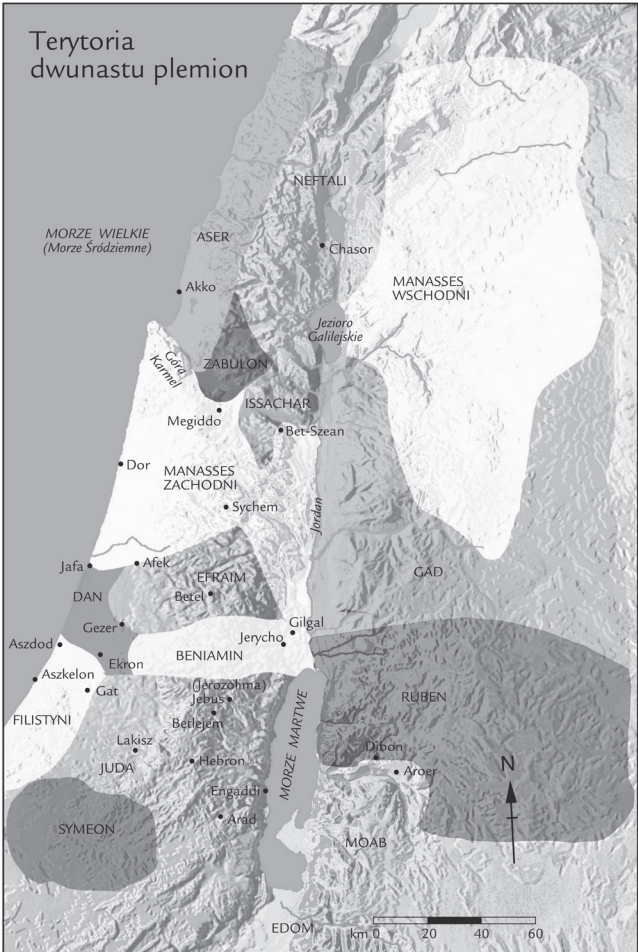 Terytoria
dwunastu plemion
NEFTALI
MORZE WIELKIE
(Morze Śródziemne)
ASER
Chasor
Akko
MANASSES
WSCHODNI
Jezioro
Galilejskie
Góra
Karmel
ZABULON
ISSACHAR
Megiddo
Bet-Szean
Dor
MANASSES
ZACHODNI
Sychem
Jordan
Jafa
Afek
EFRAIM
GAD
DAN
Betel
Gezer
Gilgal
Jerycho
Aszdod
BENIAMIN
Ekron
Aszkelon
Gat
(Jerozolima)
Jebus
RUBEN
FILISTYNI
Betlejem
MORZE MARTWE
Lakisz
Dibon
JUDA
Hebron
Aroer
N
Engaddi
Arad
SYMEON
MOAB
EDOM
km 0 20 40 60